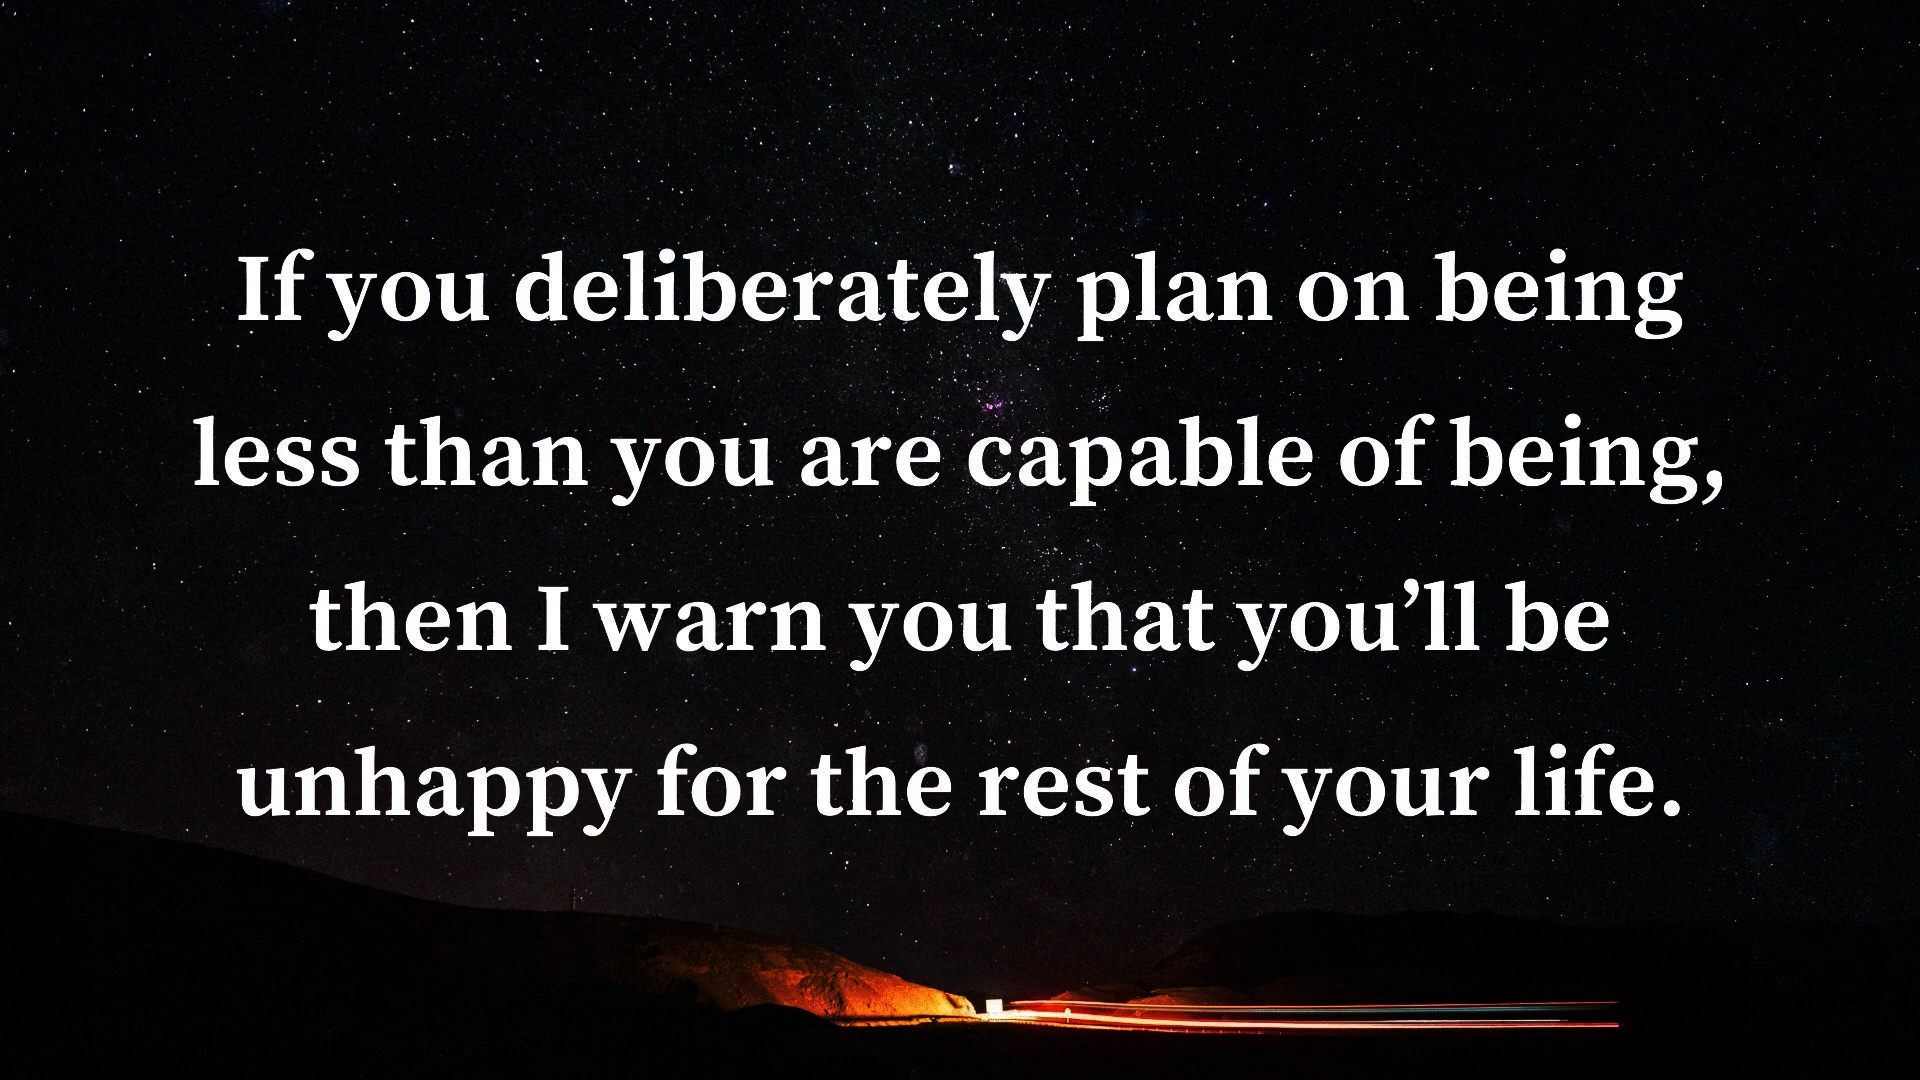 If you deliberately plan on being
less than you are capable of being,
then I warn you that you’ll be
unhappy for the rest of your life.